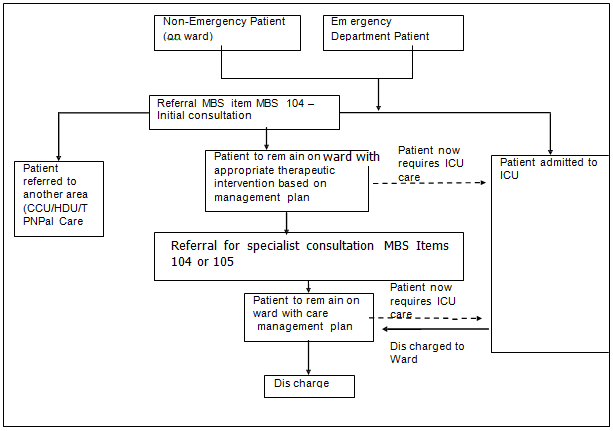 Non-Emergency Patient
(on ward)
Em ergency
Department Patient
Referral MBS item MBS 104 –
Initial consultation
Patient
referred to
another area
(CCU/HDU/T
PNPal Care
Patient to rem ain on ward with
appropriate therapeutic
intervention based on
management plan
Patient now
requires ICU
care
Patient admitted to
ICU
Referral for specialist consultation MBS Items
104 or 105
Patient to rem ain on
ward with care
management plan
Patient now
requires ICU
care
Dis charged to
Ward
Dis charge